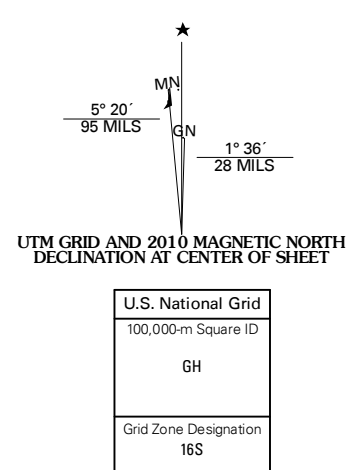 ★
MN
5° 20´
95 MILS
GN
1° 36´
28 MILS
UTM GRID AND 2010 MAGNETIC NORTH
DECLINATION AT CENTER OF SHEET
U.S. National Grid
100,000-m Square ID
GH
Grid Zone Designation
16S